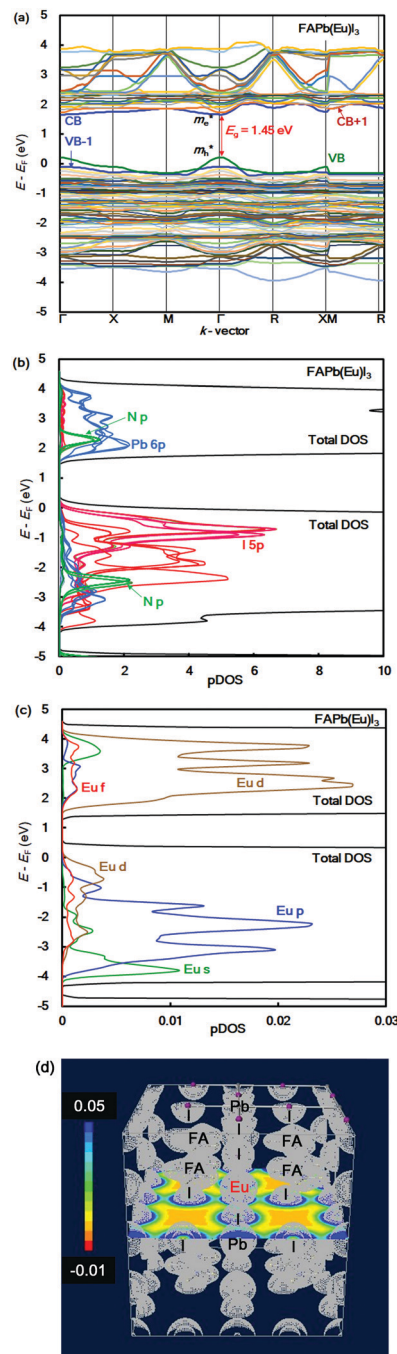 (a)
FAPb(Eu)I3
5
4
3
2
1
0
-1
-2
-3
-4
-5
E - EF (eV)
CB
VB-1
me*
mh*
Eg = 1.45 eV
CB+1
VB
Γ X M Γ R XM R
k - vector
(b)
FAPb(Eu)I3
5
4
3
2
1
0
-1
-2
-3
-4
-5
E - EF (eV)
N p
Pb 6p
Total DOS
Total DOS
I 5p
N p
0 2 4 6 8 10
pDOS
(c)
FAPb(Eu)I3
5
4
3
2
1
0
-1
-2
-3
-4
-5
E - EF (eV)
Eu f
Eu d
Total DOS
Total DOS
Eu d
Eu p
Eu s
0 0.01 0.02 0.03
pDOS
(d)
0.05
-0.01
Pb
I I I
FA FA
I
FA FA
Eu
I I
I
I Pb I